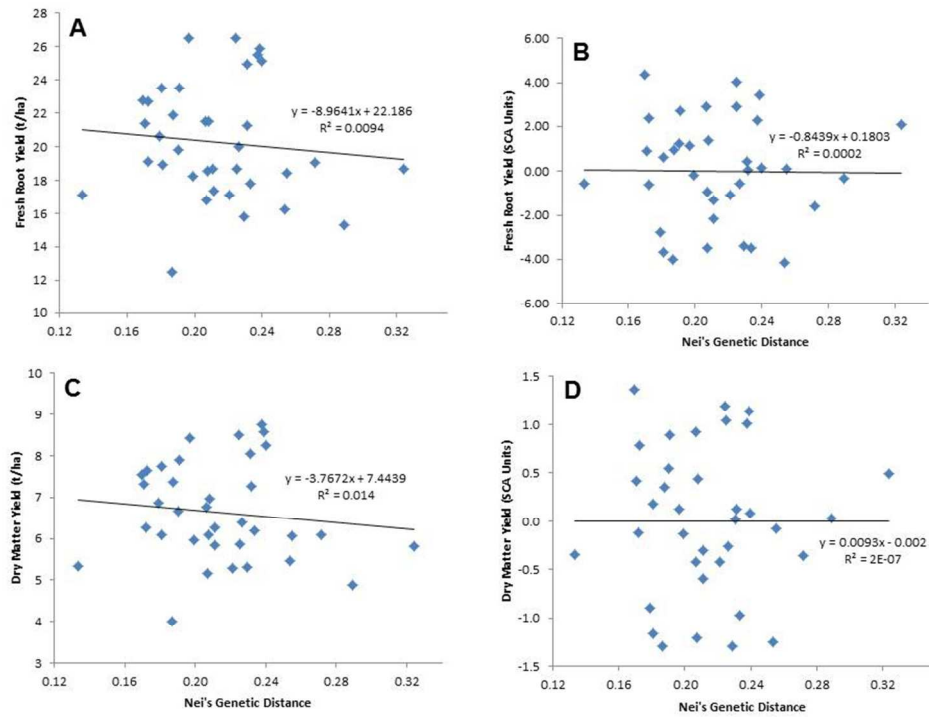 A
Fresh Root Yield (t/ha)
28
26
24
22
20
18
16
14
12
10
y = -8.9641x + 22.186
R² = 0.0094
0.12 0.16 0.20 0.24 0.28 0.32
B
Fresh Root Yield (SCA Units)
6.00
4.00
2.00
0.00
-2.00
-4.00
-6.00
y = -0.8439x + 0.1803
R² = 0.0002
0.12 0.16 0.20 0.24 0.28 0.32
Nei's Genetic Distance
C
Dry Matter Yield (t/ha)
10
9
8
7
6
5
4
3
y = -3.7672x + 7.4439
R² = 0.014
0.12 0.16 0.20 0.24 0.28 0.32
Nei's Genetic Distance
D
Dry Matter Yield (SCA Units)
1.5
1.0
0.5
0.0
-0.5
-1.0
-1.5
y = 0.0093x - 0.002
R² = 2E-07
0.12 0.16 0.20 0.24 0.28 0.32
Nei's Genetic Distance